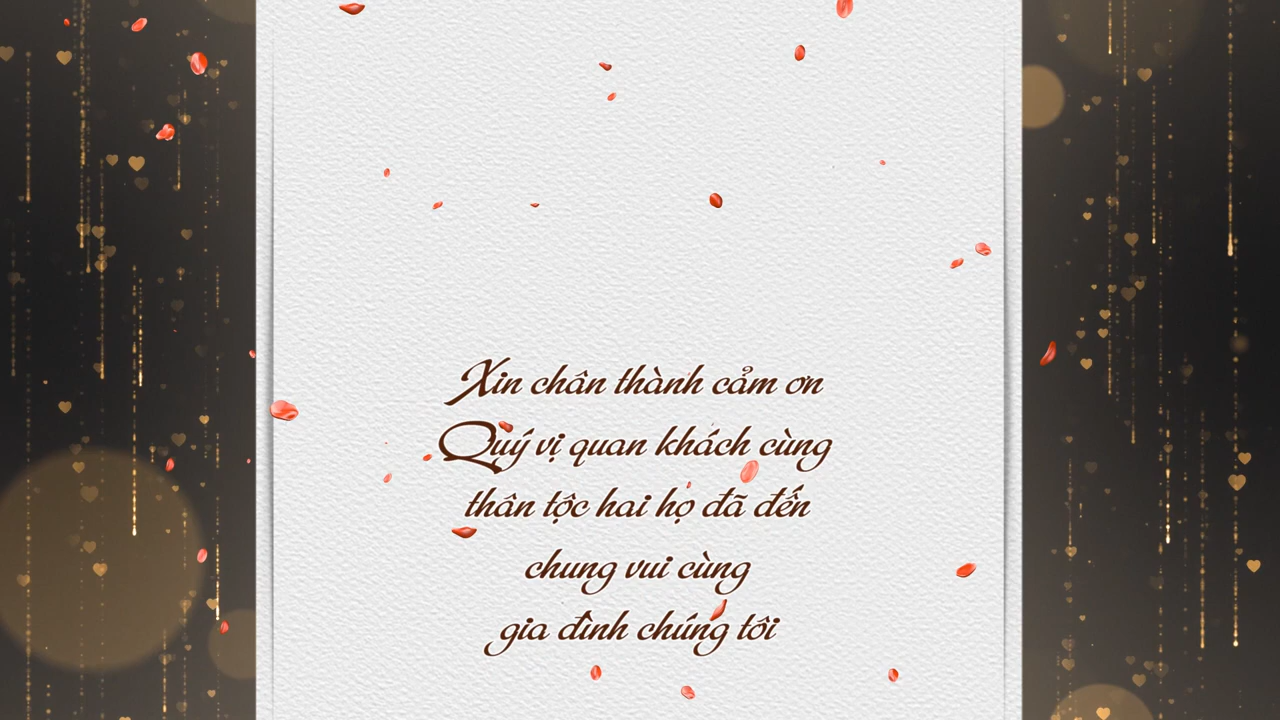 Xin chân thành cảm ơn
Quý vị quan khách cùng
thân tộc hai họ đã đến
chung vui cùng
gia đình chúng tôi